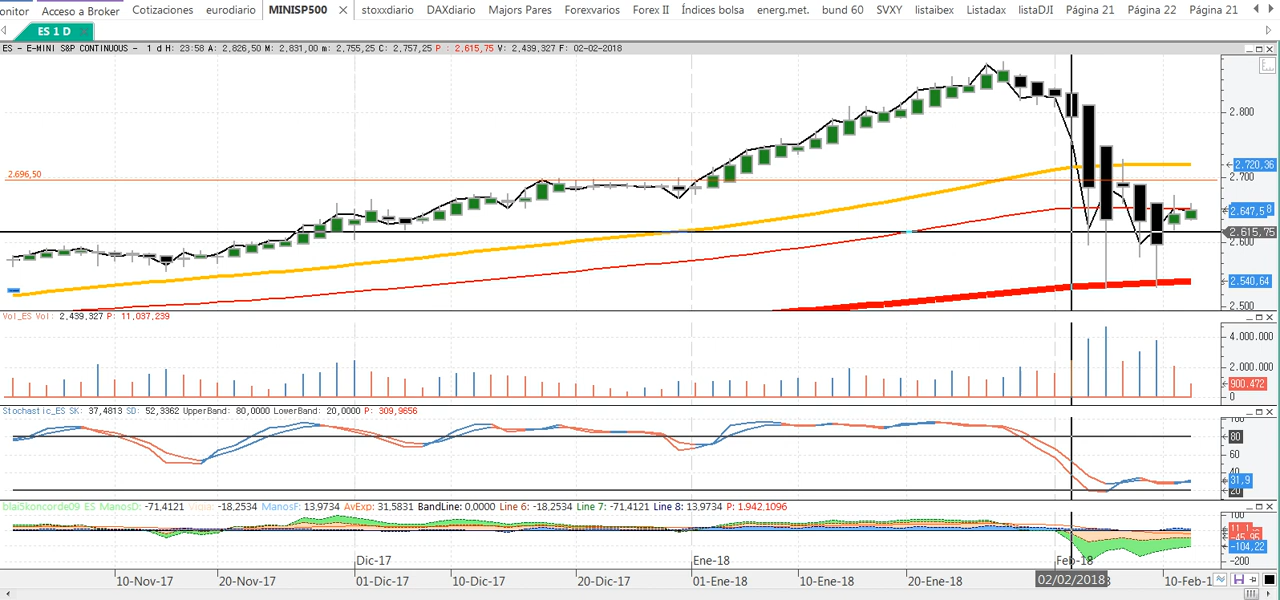 onitor Acceso a Broker Cotizaciones eurodiario MINISP500 stoxxdiario DAXdiario Majors Pares Forexvarios Forex II Índices bolsa energ.met. bund 60 SVXY listaibex Listadax listaDJI Página 21 Página 22 Página 21
ES 1 D
ES - E-MINI S&P CONTINUOUS - 1 d H: 23:58 A: 2.826,50 M: 2.831,00 m: 2.755,25 C: 2.757,25 P : 2.615,75 V: 2.439.327 F: 02-02-2018
2.800
2.720,36
2.696,50
2.700
2.647,58
2.615,75
2.600
2.540,64
2.500
Vol_ES Vol: 2,439,327 P: 11,037,239
4.000.000
2.000.000
900.472
0
Stochastic_ES SK: 37,4813 SD: 52,3362 UpperBand: 80,0000 LowerBand: 20,0000 P: 309,9656
100
80
60
40
31,9
20
blai5koncorde09_ES ManosD: -71,4121 Vigia: -18,2534 ManosF: 13,9734 AvExp: 31,5831 BandLine: 0,0000 Line 6: -18,2534 Line 7: -71,4121 Line 8: 13,9734 P: 1.942,1096
100
-45,95
-104,22
-200
Dic-17 Ene-18 Feb-18
10-Nov-17 20-Nov-17 01-Dic-17 10-Dic-17 20-Dic-17 01-Ene-18 10-Ene-18 20-Ene-18 02/02/2018 10-Feb-1